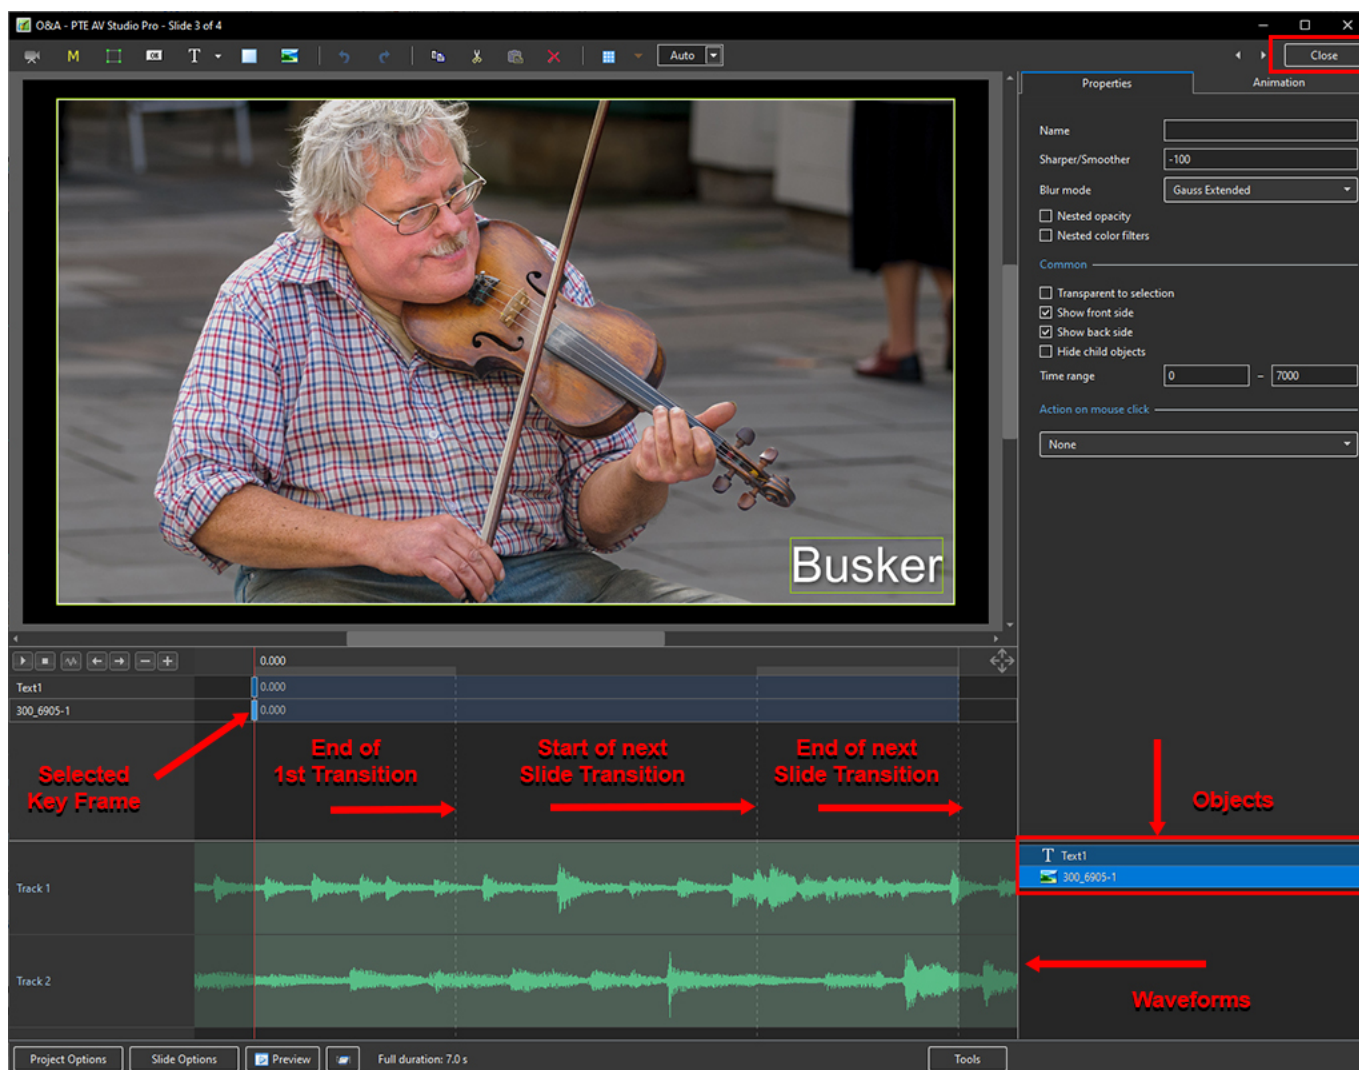 O&A - PTE AV Studio Pro - Slide 3 of 4
M OK T Auto Close
Properties Animation
Name
Sharper/Smoother -100
Blur mode Gauss Extended
Nested opacity
Nested color filters
Common
Transparent to selection
Show front side
Show back side
Hide child objects
Time range 0 – 7000
Action on mouse click
None
Busker
0.000
Text1 0.000
300_6905-1 0.000
Selected
Key Frame
End of
1st Transition
Start of next
Slide Transition
End of next
Slide Transition
Objects
T Text1
300_6905-1
Track 1
Track 2
Waveforms
Project Options Slide Options Preview Full duration: 7.0 s Tools